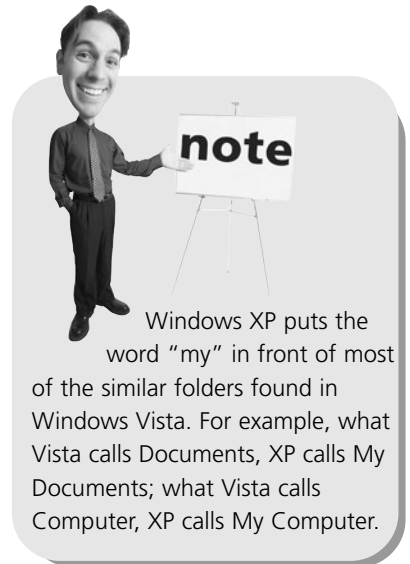 note
Windows XP puts the
word “my” in front of most
of the similar folders found in
Windows Vista. For example, what
Vista calls Documents, XP calls My
Documents; what Vista calls
Computer, XP calls My Computer.